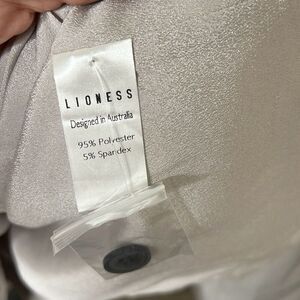 LIONESS
Designed in Australia
95% Polyester
5% Spandex